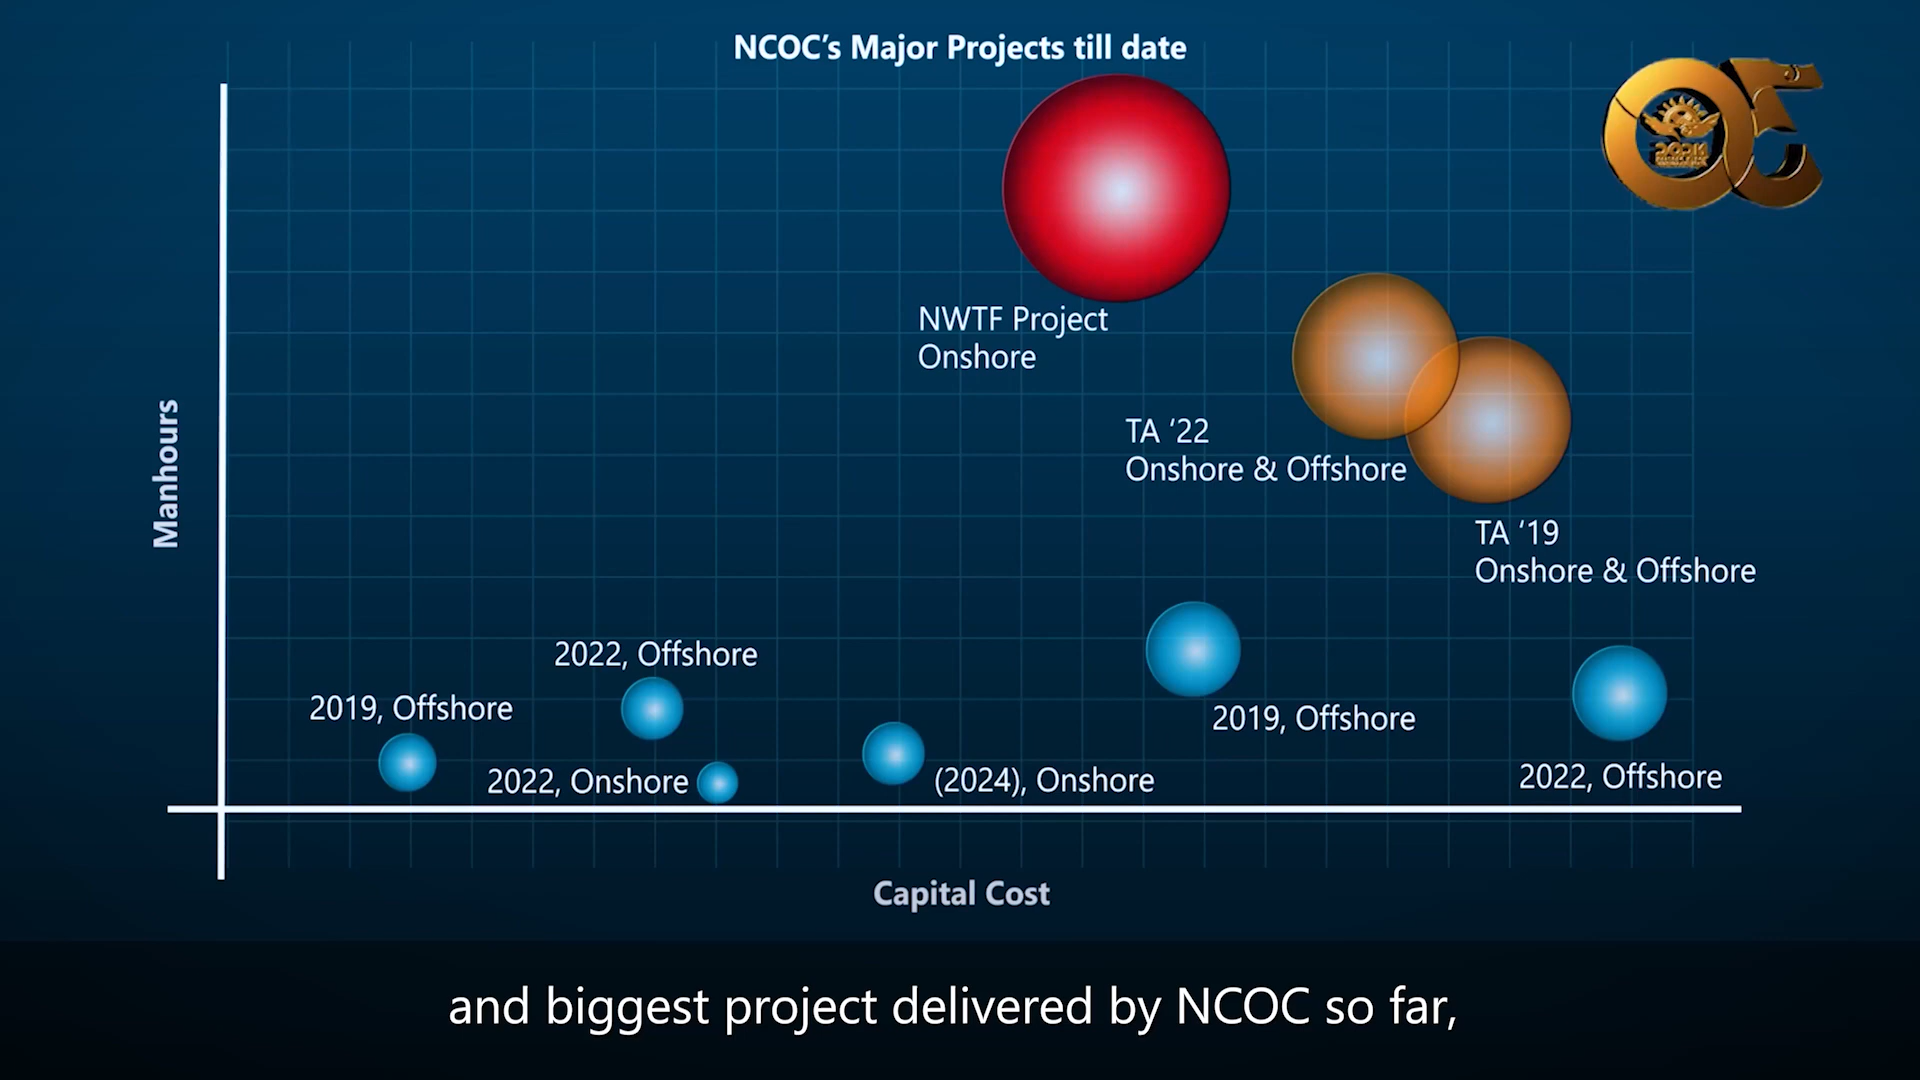 NCOC’s Major Projects till date
NWTF Project
Onshore
TA ‘22
Onshore & Offshore
TA ‘19
Onshore & Offshore
Manhours
2022, Offshore
2019, Offshore
2019, Offshore
2022, Onshore
(2024), Onshore
2022, Offshore
Capital Cost
and biggest project delivered by NCOC so far,